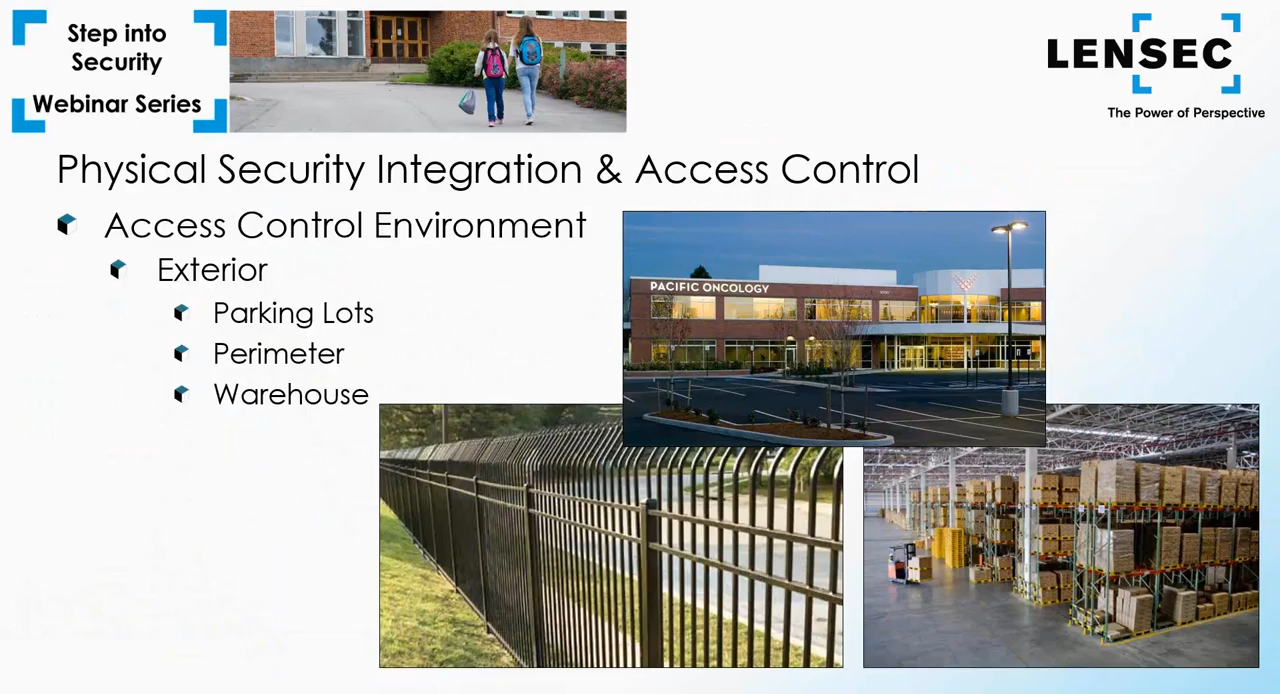 Step into
Security
Webinar Series
LENSEC
The Power of Perspective
Physical Security Integration & Access Control
Access Control Environment
Exterior
Parking Lots
Perimeter
Warehouse
PACIFIC ONCOLOGY